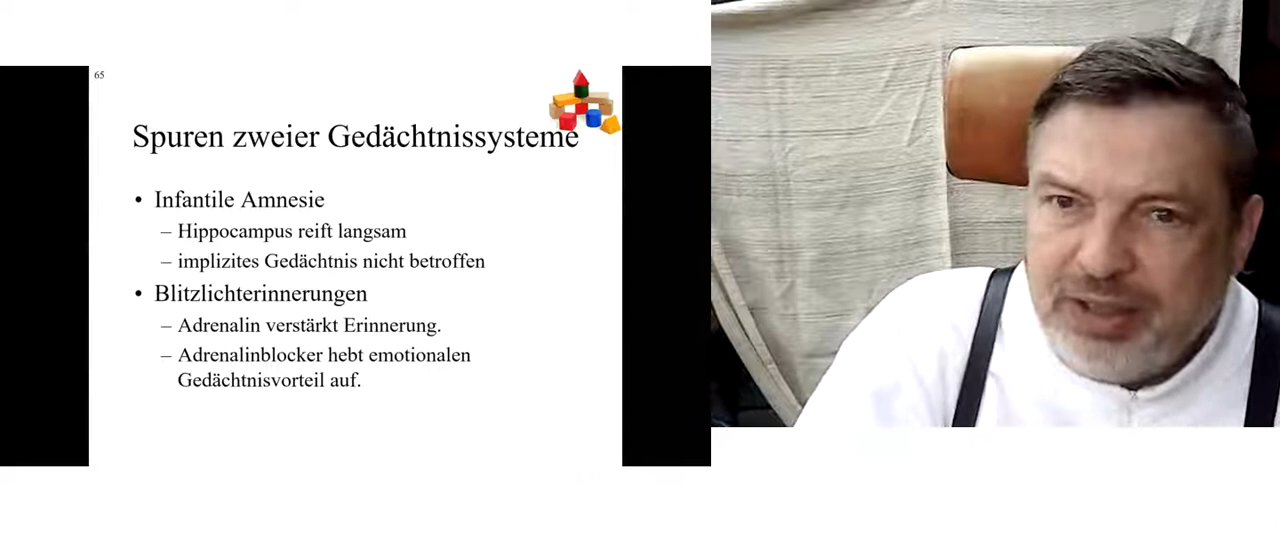 65
Spuren zweier Gedächtnissysteme
• Infantile Amnesie
– Hippocampus reift langsam
– implizites Gedächtnis nicht betroffen
• Blitzlichterinnerungen
– Adrenalin verstärkt Erinnerung.
– Adrenalinblocker hebt emotionalen
Gedächtnisvorteil auf.